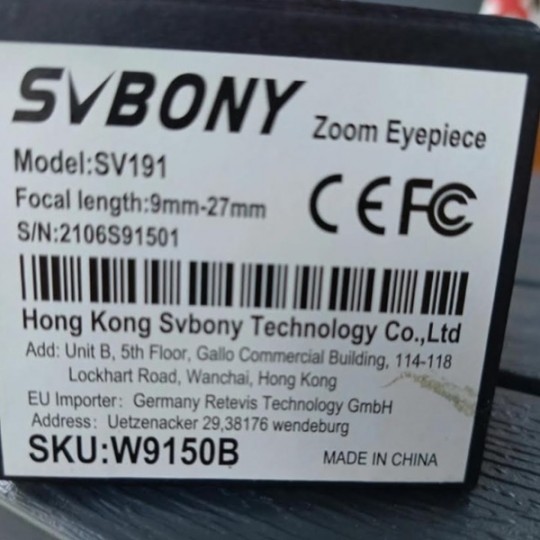 SVBONY Zoom Eyepiece
Model:SV191
Focal length:9mm-27mm
CE FC
S/N:2106S91501
Hong Kong Svbony Technology Co.,Ltd
Add: Unit B, 5th Floor, Gallo Commercial Building, 114-118
Lockhart Road, Wanchai, Hong Kong
EU Importer: Germany Retevis Technology GmbH
Address: Uetzenacker 29,38176 wendeburg
SKU:W9150B MADE IN CHINA